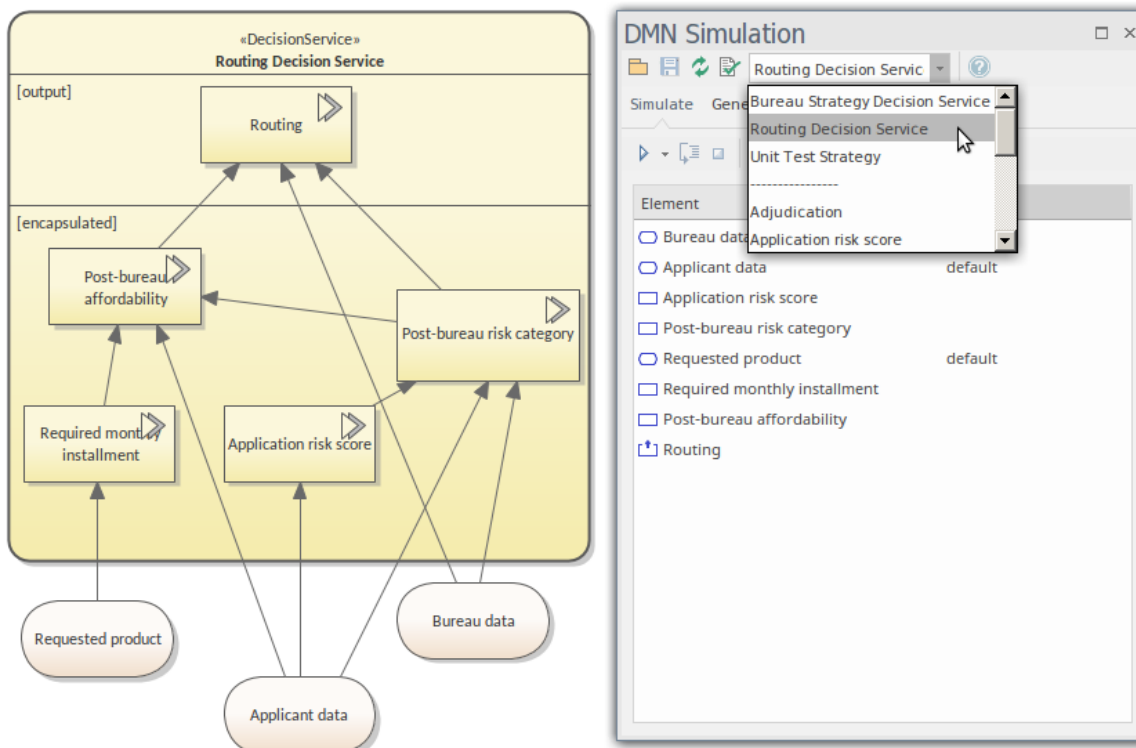 «DecisionService»
Routing Decision Service
[output]
Routing
[encapsulated]
Post-bureau
affordability
Post-bureau risk category
Required monthly
installment
Application risk score
Requested product
Bureau data
Applicant data
DMN Simulation
Routing Decision Servic
Simulate Gene
Bureau Strategy Decision Service
Routing Decision Service
Unit Test Strategy
----------------
Adjudication
Application risk score
Element
Bureau data
Applicant data default
Application risk score
Post-bureau risk category
Requested product default
Required monthly installment
Post-bureau affordability
Routing